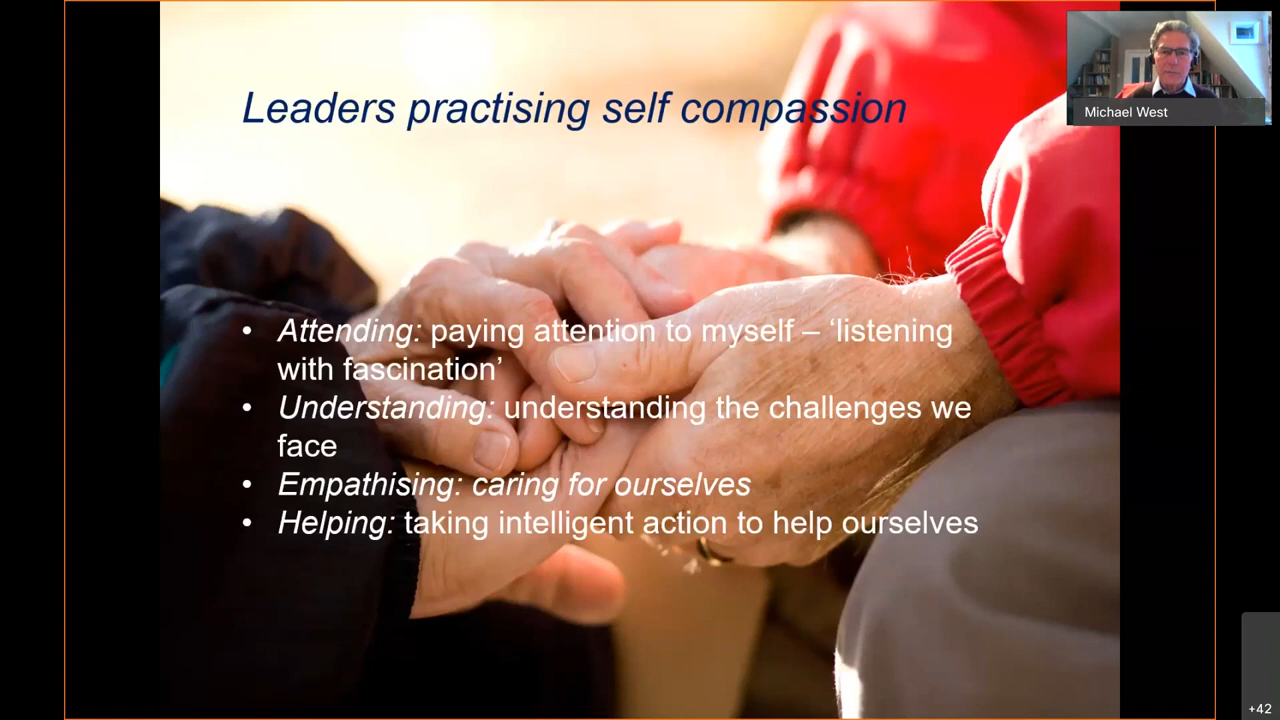 Leaders practising self compassion
Michael West
• Attending: paying attention to myself – ‘listening
with fascination’
• Understanding: understanding the challenges we
face
• Empathising: caring for ourselves
• Helping: taking intelligent action to help ourselves
+42